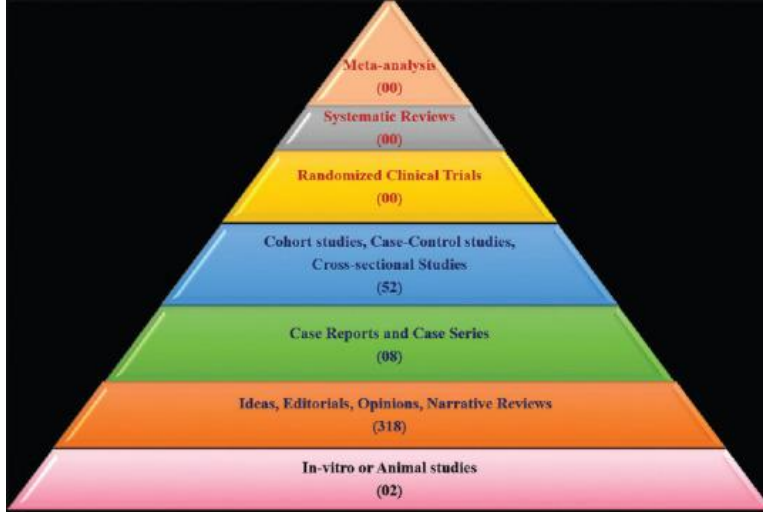 Meta-analysis
(00)
Systematic Reviews
(00)
Randomized Clinical Trials
(00)
Cohort studies, Case-Control studies,
Cross-sectional Studies
(52)
Case Reports and Case Series
(08)
Ideas, Editorials, Opinions, Narrative Reviews
(318)
In-vitro or Animal studies
(02)